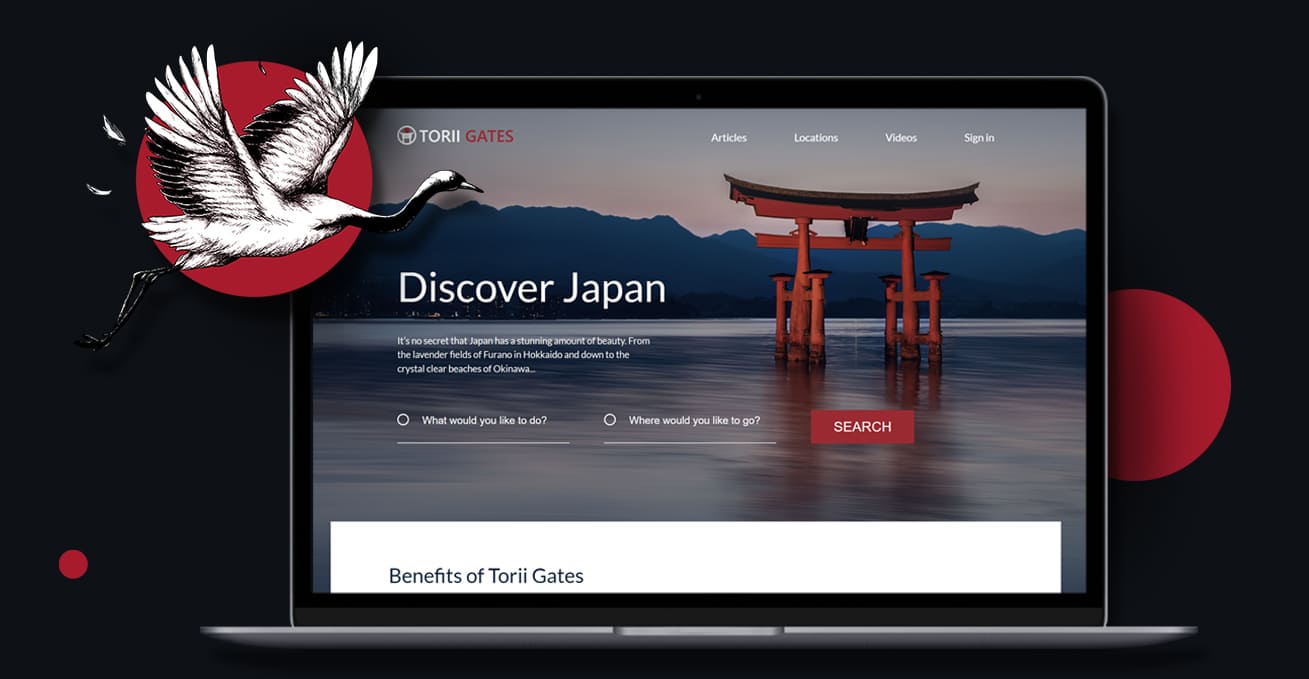 TORII GATES
Articles
Locations
Videos
Sign in
Discover Japan
It's no secret that Japan has a stunning amount of beauty. From
the lavender fields of Furano in Hokkaido and down to the
crystal clear beaches of Okinawa...
What would you like to do?
Where would you like to go?
SEARCH
Benefits of Torii Gates